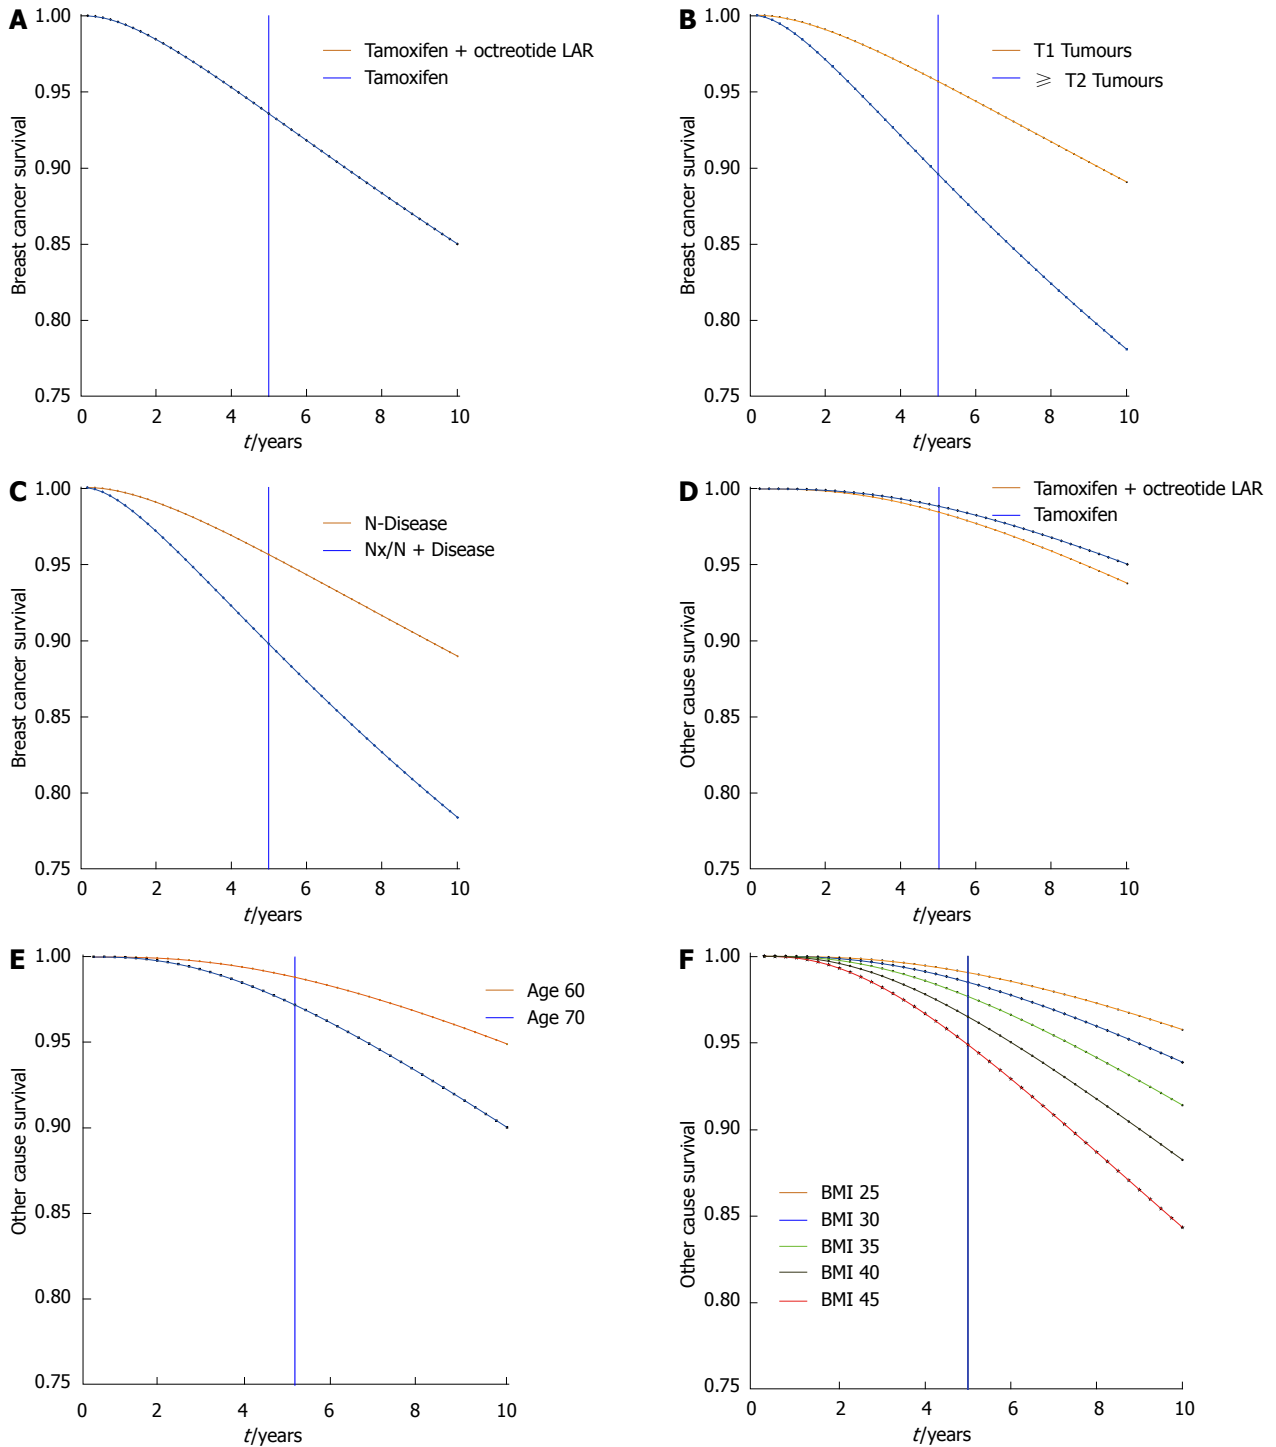 A
Breast cancer survival
1.00
0.95
0.90
0.85
0.80
0.75
0 2 4 6 8 10
t/years
Tamoxifen + octreotide LAR
Tamoxifen
B
Breast cancer survival
1.00
0.95
0.90
0.85
0.80
0.75
0 2 4 6 8 10
t/years
T1 Tumours
⩾ T2 Tumours
C
Breast cancer survival
1.00
0.95
0.90
0.85
0.80
0.75
0 2 4 6 8 10
t/years
N-Disease
Nx/N + Disease
D
Other cause survival
1.00
0.95
0.90
0.85
0.80
0.75
0 2 4 6 8 10
t/years
Tamoxifen + octreotide LAR
Tamoxifen
E
Other cause survival
1.00
0.95
0.90
0.85
0.80
0.75
0 2 4 6 8 10
t/years
Age 60
Age 70
F
Other cause survival
1.00
0.95
0.90
0.85
0.80
0.75
0 2 4 6 8 10
t/years
BMI 25
BMI 30
BMI 35
BMI 40
BMI 45